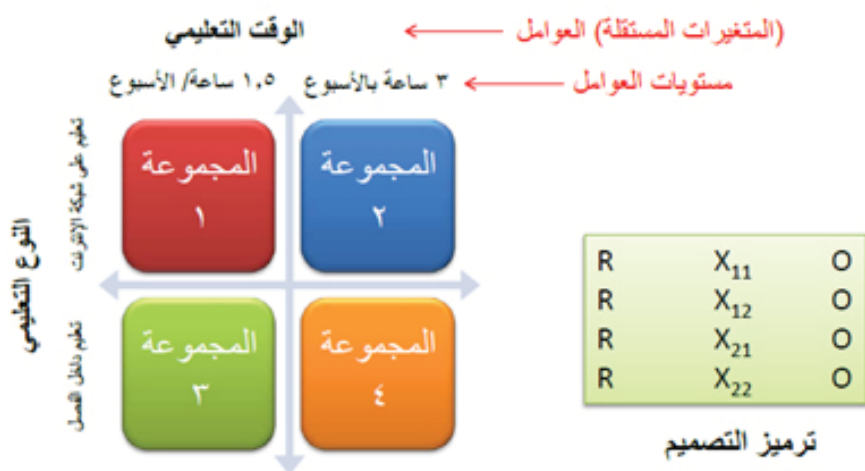 الوقت التعليمي
(المتغيرات المستقلة) العوامل
٣ ساعة بالأسبوع
١,٥ ساعة/ الأسبوع
مستويات العوامل
النوع التعليمي
تعليم على شبكة الإنترنت
تعليم داخل الفصل
المجموعة
١
المجموعة
٢
المجموعة
٣
المجموعة
٤
R X₁₁ O
R X₁₂ O
R X₂₁ O
R X₂₂ O
ترميز التصميم